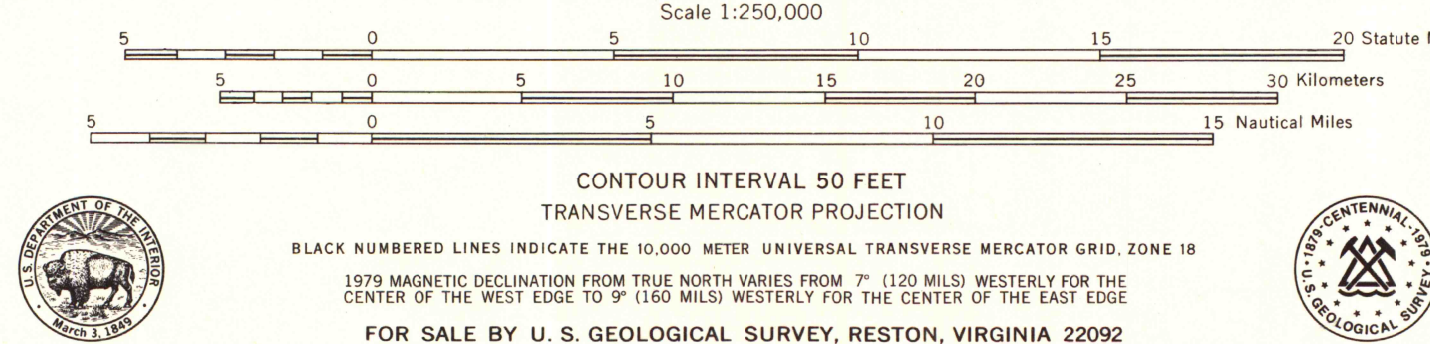 Scale 1:250,000
5 0 5 10 15 20 Statute M
5 0 5 10 15 20 25 30 Kilometers
5 0 5 10 15 Nautical Miles
CONTOUR INTERVAL 50 FEET
TRANSVERSE MERCATOR PROJECTION
BLACK NUMBERED LINES INDICATE THE 10,000 METER UNIVERSAL TRANSVERSE MERCATOR GRID, ZONE 18
1979 MAGNETIC DECLINATION FROM TRUE NORTH VARIES FROM 7° (120 MILS) WESTERLY FOR THE
CENTER OF THE WEST EDGE TO 9° (160 MILS) WESTERLY FOR THE CENTER OF THE EAST EDGE
FOR SALE BY U. S. GEOLOGICAL SURVEY, RESTON, VIRGINIA 22092
U.S. DEPARTMENT OF THE INTERIOR
March 3, 1849
1879-CENTENNIAL-1979
U.S. GEOLOGICAL SURVEY